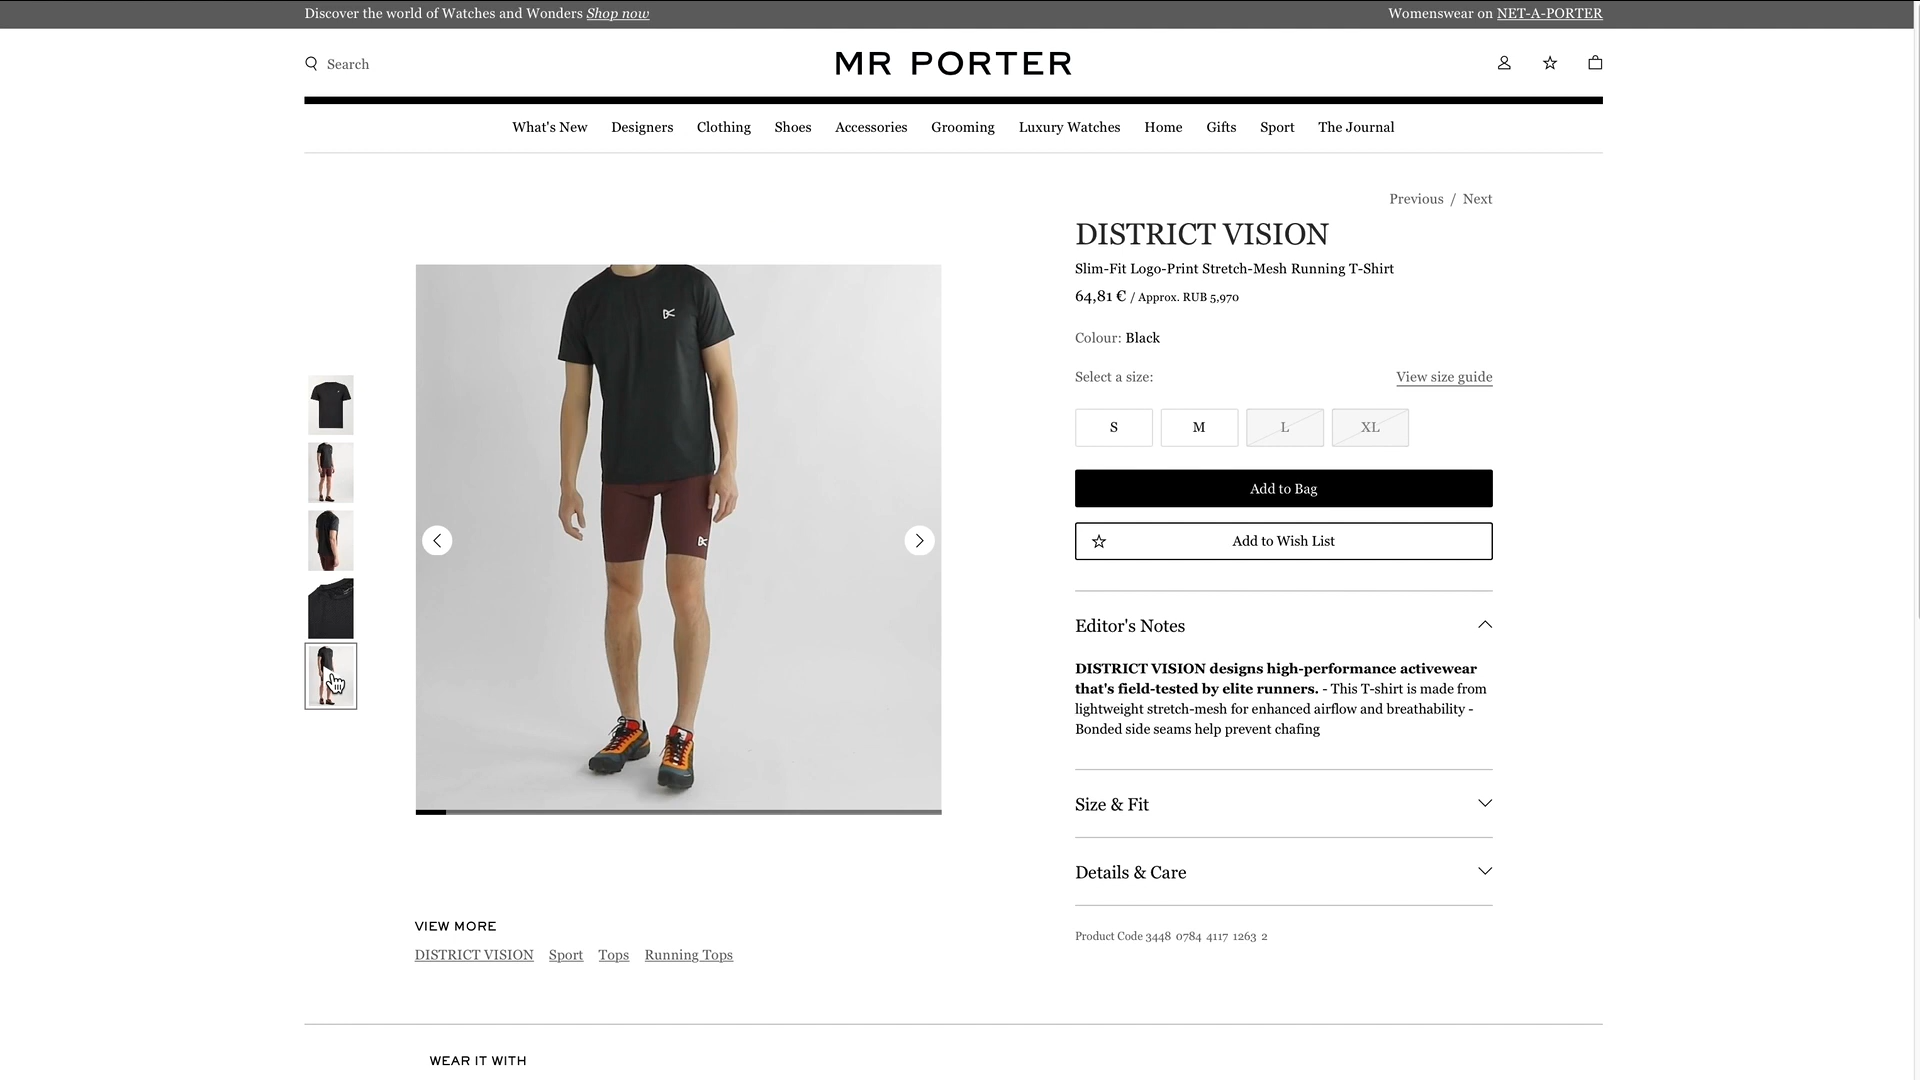 Discover the world of Watches and Wonders Shop now
Womenswear on NET-A-PORTER
Search
MR PORTER
What's New Designers Clothing Shoes Accessories Grooming Luxury Watches Home Gifts Sport The Journal
Previous / Next
DISTRICT VISION
Slim-Fit Logo-Print Stretch-Mesh Running T-Shirt
64,81 € / Approx. RUB 5,970
Colour: Black
Select a size:
View size guide
S M L XL
Add to Bag
Add to Wish List
Editor's Notes
DISTRICT VISION designs high-performance activewear
that's field-tested by elite runners. - This T-shirt is made from
lightweight stretch-mesh for enhanced airflow and breathability -
Bonded side seams help prevent chafing
Size & Fit
Details & Care
Product Code 3448 0784 4117 1263 2
VIEW MORE
DISTRICT VISION Sport Tops Running Tops
WEAR IT WITH